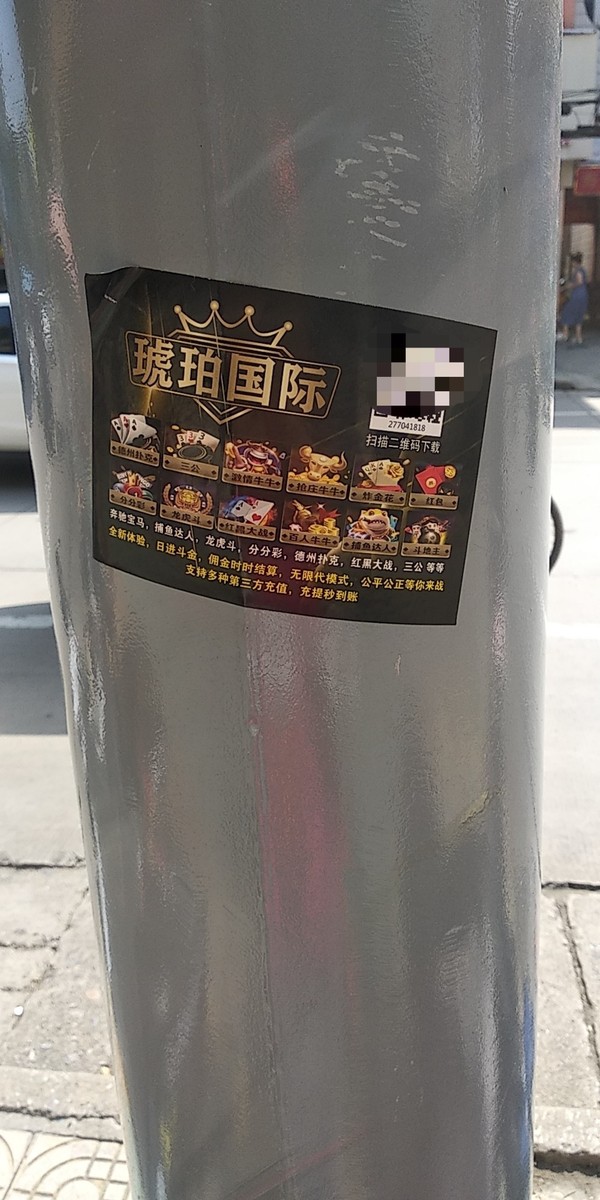 琥珀国际
277041818
扫描二维码下载
德州扑克 三公 激情牛牛 抢庄牛牛 炸金花 红包
分分彩 龙虎斗 红黑大战 百人牛牛 捕鱼达人 斗地主
奔驰宝马，捕鱼达人，龙虎斗，分分彩，德州扑克，红黑大战，三公 等等
全新体验，日进斗金，佣金时时结算，无限代模式，公平公正等你来战
支持多种第三方充值，充提秒到账